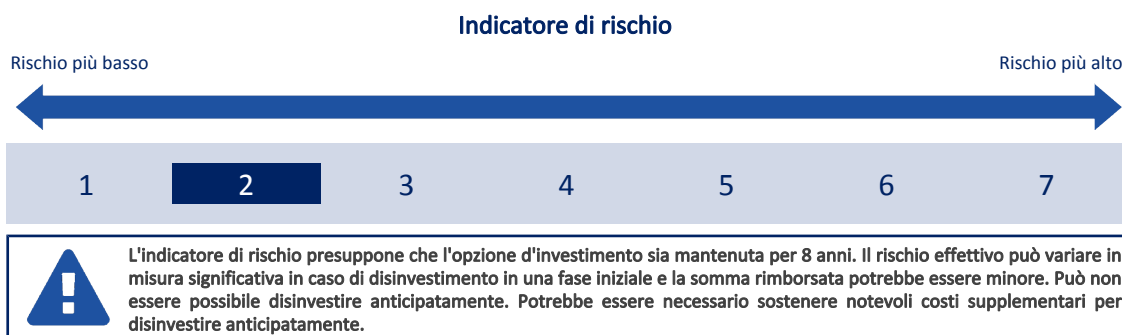 Indicatore di rischio
Rischio più basso
Rischio più alto
1 2 3 4 5 6 7
L'indicatore di rischio presuppone che l'opzione d'investimento sia mantenuta per 8 anni. Il rischio effettivo può variare in
misura significativa in caso di disinvestimento in una fase iniziale e la somma rimborsata potrebbe essere minore. Può non
essere possibile disinvestire anticipatamente. Potrebbe essere necessario sostenere notevoli costi supplementari per
disinvestire anticipatamente.